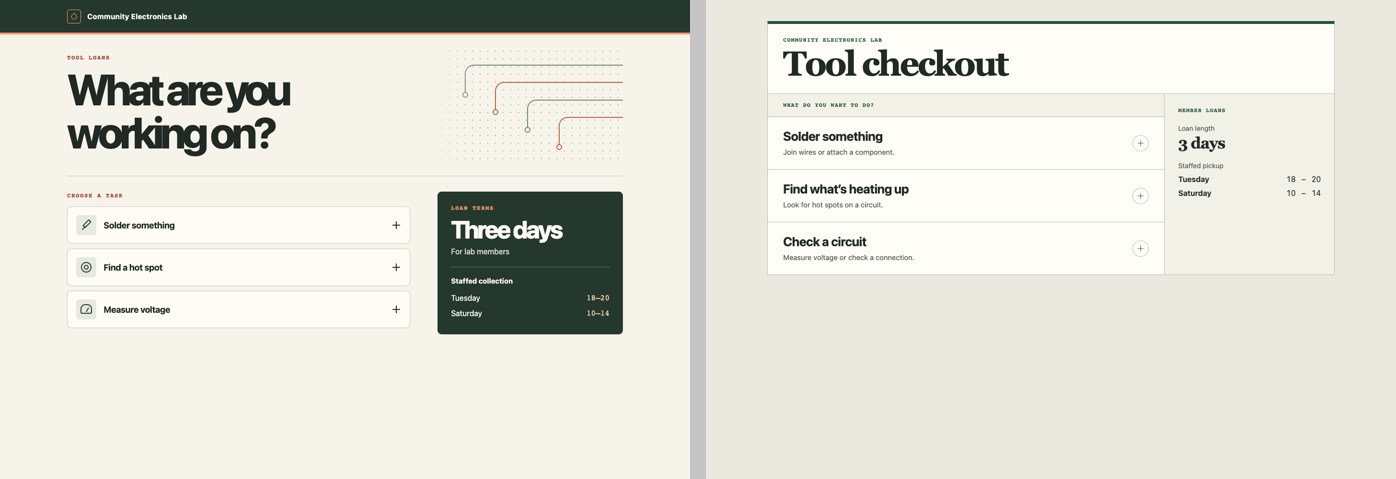 Community Electronics Lab
TOOL LOANS
What are you
working on?
CHOOSE A TASK
Solder something
Find a hot spot
Measure voltage
LOAN TERMS
Three days
For lab members
Staffed collection
Tuesday 18–20
Saturday 10–14
COMMUNITY ELECTRONICS LAB
Tool checkout
WHAT DO YOU WANT TO DO?
Solder something
Join wires or attach a component.
Find what’s heating up
Look for hot spots on a circuit.
Check a circuit
Measure voltage or check a connection.
MEMBER LOANS
Loan length
3 days
Staffed pickup
Tuesday 18 – 20
Saturday 10 – 14